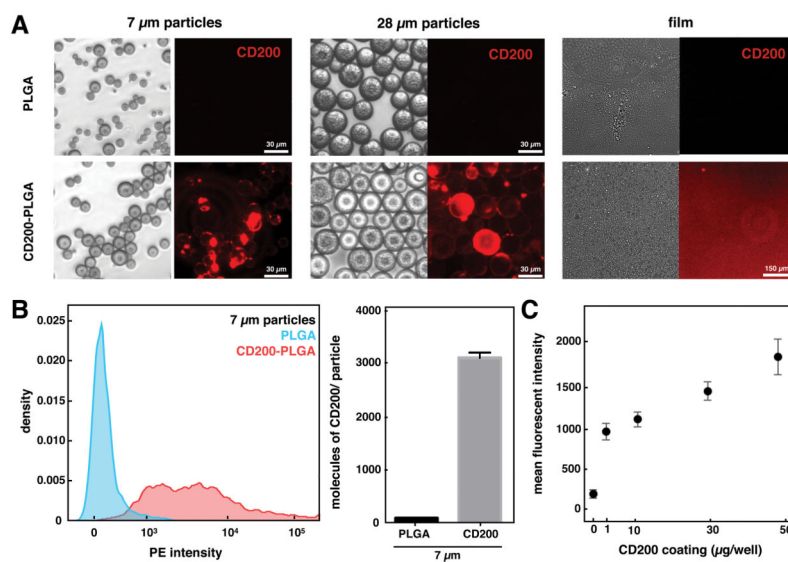 7 µm particles
28 µm particles
film
A
PLGA
CD200
30 µm
CD200
30 µm
CD200
CD200-PLGA
30 µm
30 µm
150 µm
B
7 µm particles
PLGA
CD200-PLGA
density
0.025
0.020
0.015
0.010
0.005
0
0 10³ 10⁴ 10⁵
PE intensity
molecules of CD200/ particle
4000
3000
2000
1000
0
PLGA CD200
7 µm
C
mean fluorescent intensity
2000
1500
1000
500
0
0 1 10 30 50
CD200 coating (µg/well)